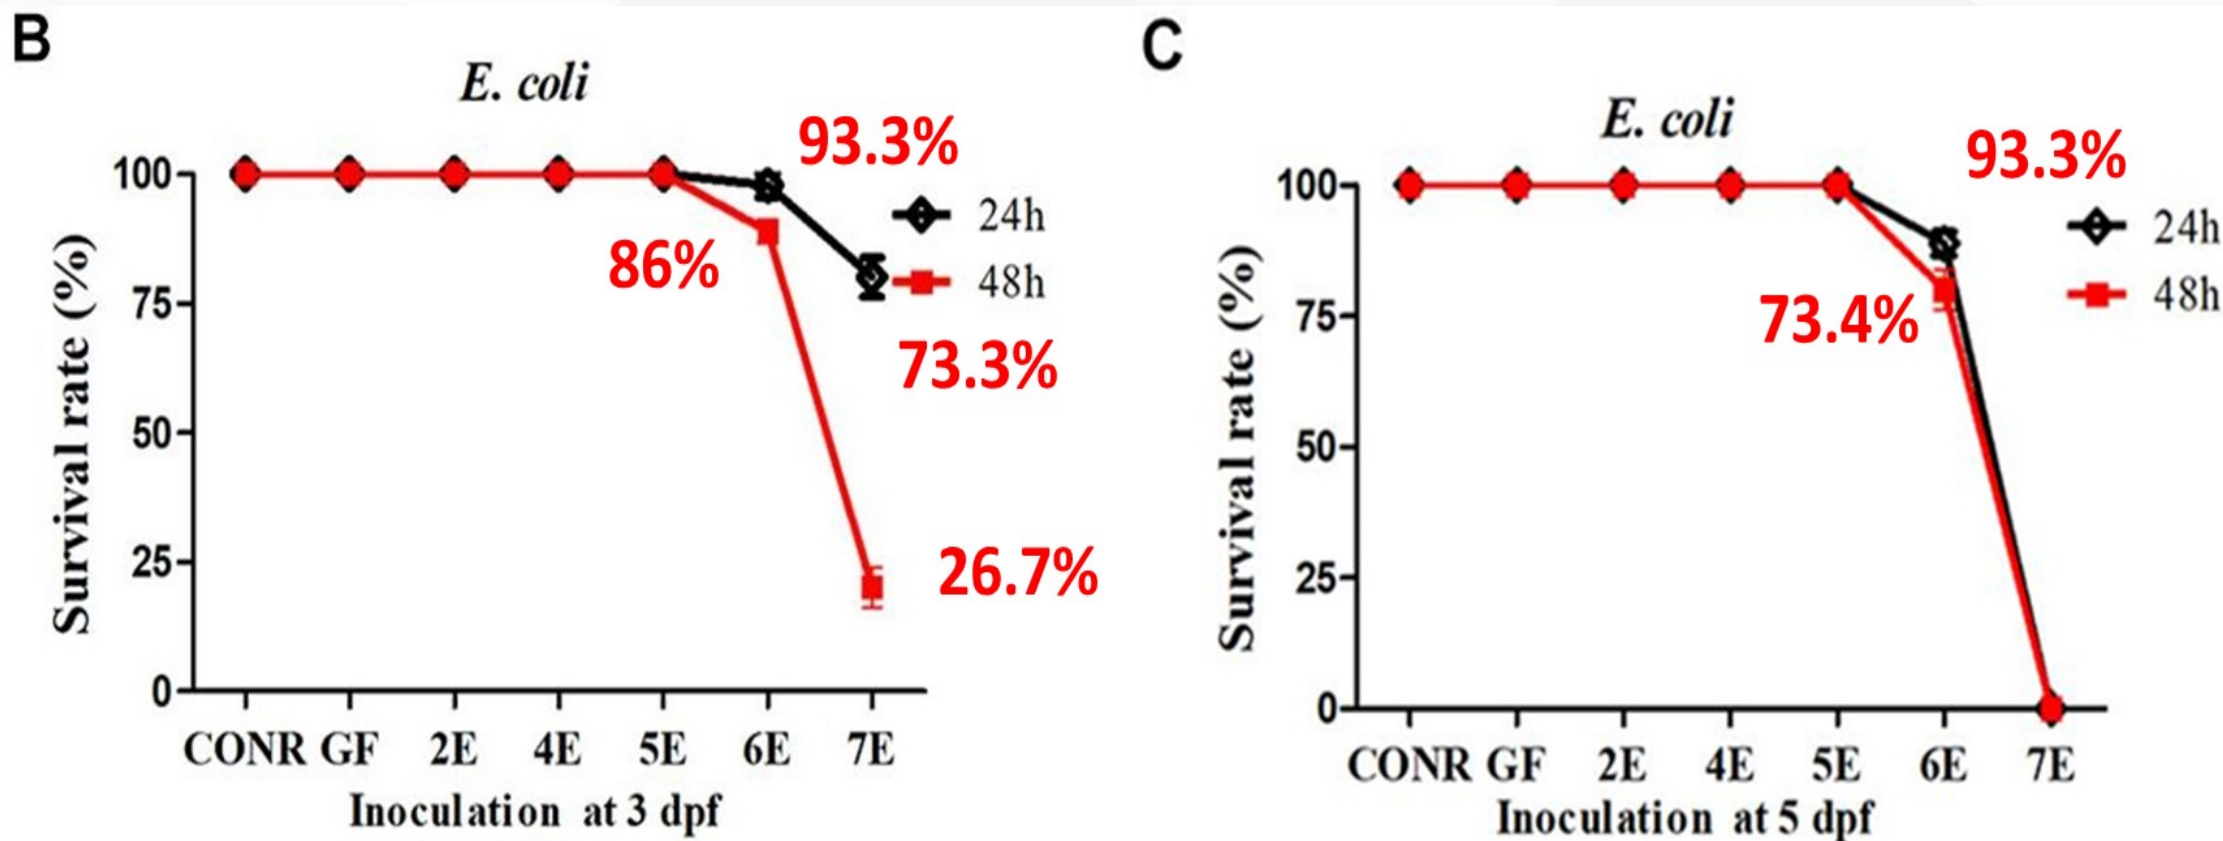 B
E. coli
93.3%
100
24h
86%
48h
75
73.3%
50
26.7%
25
0
Survival rate (%)
CONR GF 2E 4E 5E 6E 7E
Inoculation at 3 dpf
C
E. coli
93.3%
100
24h
48h
73.4%
75
50
25
0
Survival rate (%)
CONR GF 2E 4E 5E 6E 7E
Inoculation at 5 dpf